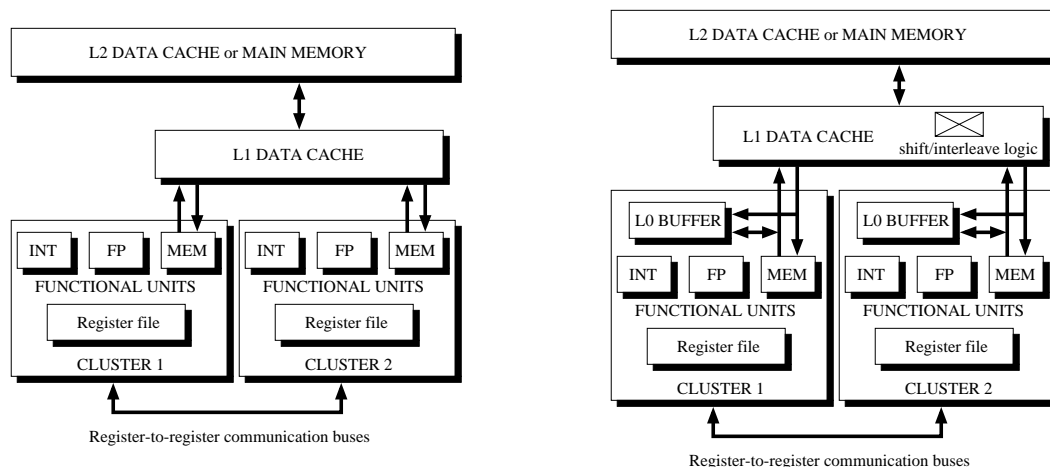 L2 DATA CACHE or MAIN MEMORY
L1 DATA CACHE
INT FP MEM
FUNCTIONAL UNITS
Register file
CLUSTER 1
INT FP MEM
FUNCTIONAL UNITS
Register file
CLUSTER 2
Register-to-register communication buses
L2 DATA CACHE or MAIN MEMORY
L1 DATA CACHE
shift/interleave logic
L0 BUFFER
INT FP MEM
FUNCTIONAL UNITS
Register file
CLUSTER 1
L0 BUFFER
INT FP MEM
FUNCTIONAL UNITS
Register file
CLUSTER 2
Register-to-register communication buses